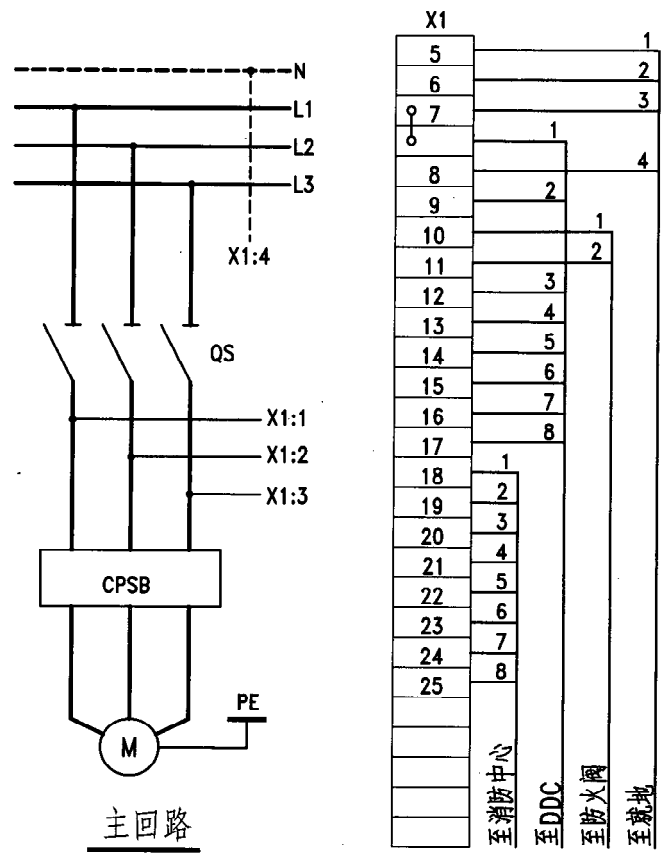 N
L1
L2
L3
X1:4
QS
X1:1
X1:2
X1:3
CPSB
PE
M
主回路
X1
5 1
6 2
7 3
1
8 4
9 2
10 1
11 2
12 3
13 4
14 5
15 6
16 7
17 8
18 1
19 2
20 3
21 4
22 5
23 6
24 7
25 8
至消防中心
至DDC
至防火阀
至就地